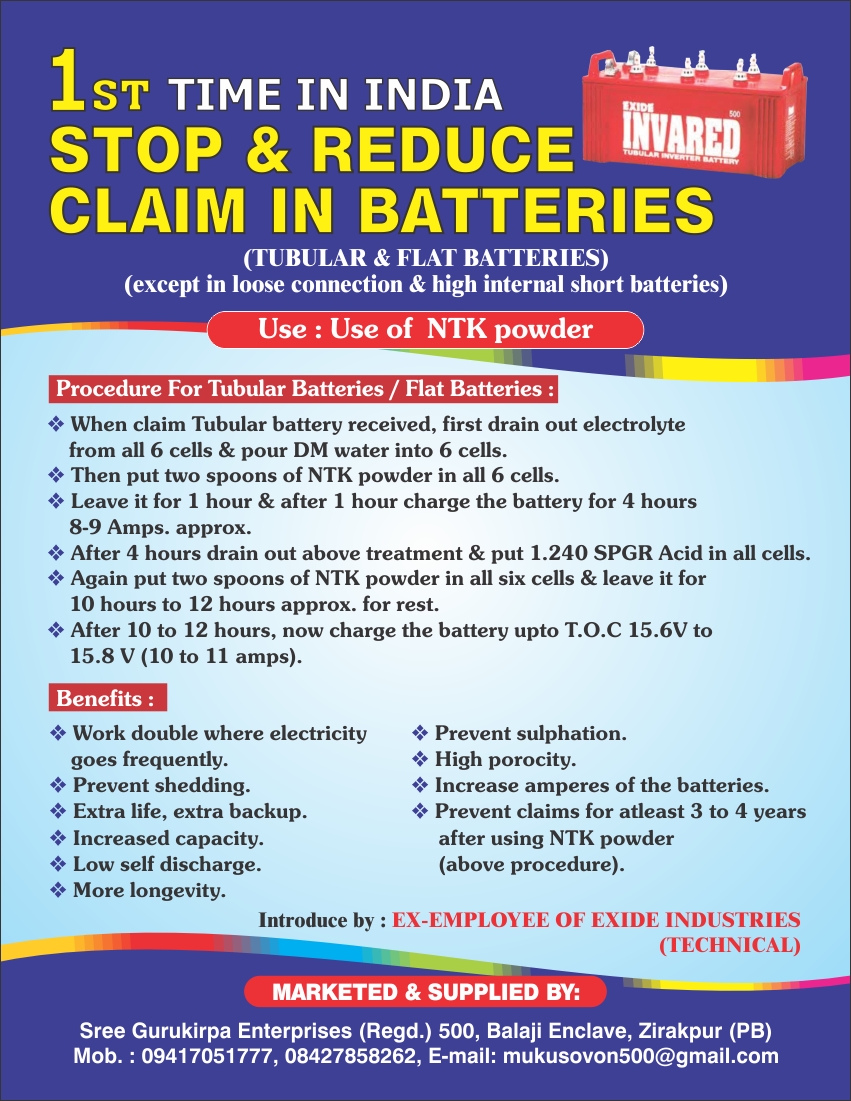 1ST TIME IN INDIA
STOP & REDUCE
CLAIM IN BATTERIES
EXIDE
500
INVARED
TUBULAR INVERTER BATTERY
(TUBULAR & FLAT BATTERIES)
(except in loose connection & high internal short batteries)
Use : Use of NTK powder
Procedure For Tubular Batteries / Flat Batteries :
❖ When claim Tubular battery received, first drain out electrolyte
from all 6 cells & pour DM water into 6 cells.
❖ Then put two spoons of NTK powder in all 6 cells.
❖ Leave it for 1 hour & after 1 hour charge the battery for 4 hours
8-9 Amps. approx.
❖ After 4 hours drain out above treatment & put 1.240 SPGR Acid in all cells.
❖ Again put two spoons of NTK powder in all six cells & leave it for
10 hours to 12 hours approx. for rest.
❖ After 10 to 12 hours, now charge the battery upto T.O.C 15.6V to
15.8 V (10 to 11 amps).
Benefits :
❖ Work double where electricity
goes frequently.
❖ Prevent shedding.
❖ Extra life, extra backup.
❖ Increased capacity.
❖ Low self discharge.
❖ More longevity.
❖ Prevent sulphation.
❖ High porocity.
❖ Increase amperes of the batteries.
❖ Prevent claims for atleast 3 to 4 years
after using NTK powder
(above procedure).
Introduce by : EX-EMPLOYEE OF EXIDE INDUSTRIES
(TECHNICAL)
MARKETED & SUPPLIED BY:
Sree Gurukirpa Enterprises (Regd.) 500, Balaji Enclave, Zirakpur (PB)
Mob. : 09417051777, 08427858262, E-mail: mukusovon500@gmail.com